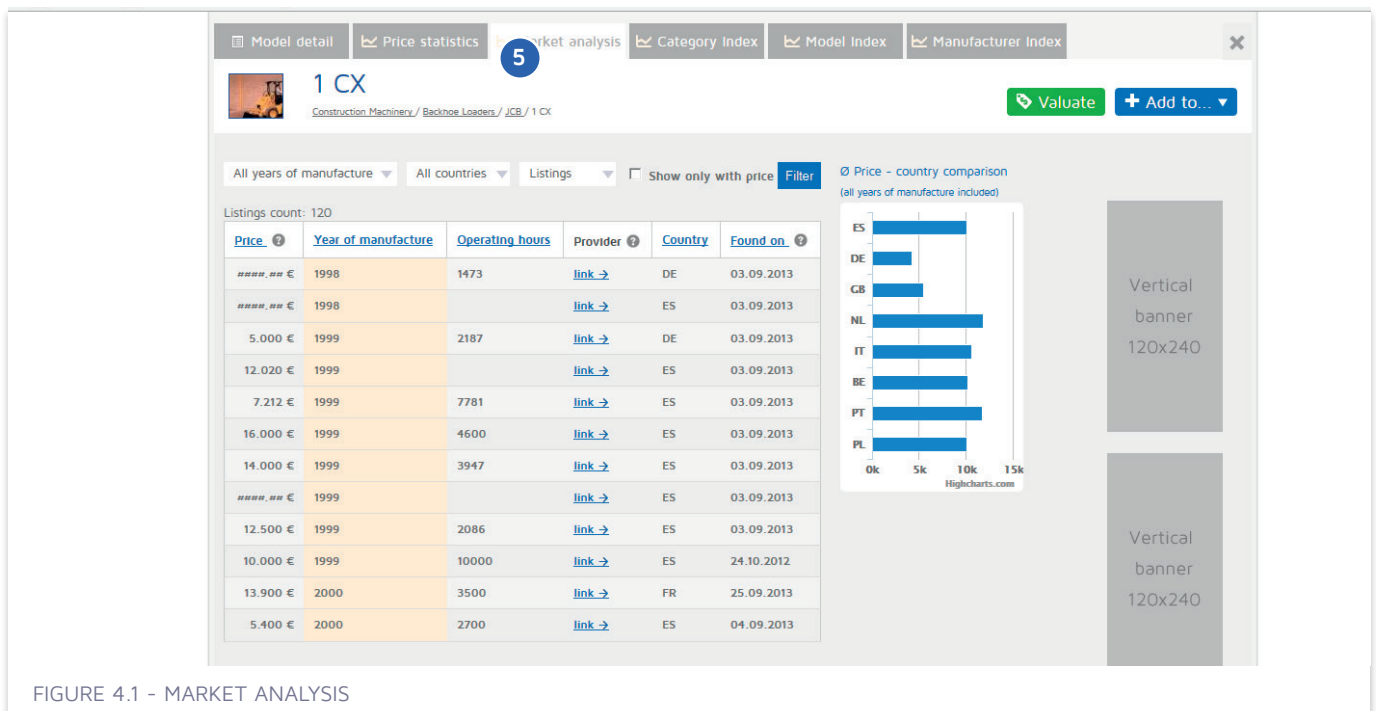 Model detail Price statistics analysis Category Index Model Index Manufacturer Index
5
1 CX
Construction Machinery / Backhoe Loaders / JCB / 1 CX
Valuate + Add to...
All years of manufacture All countries Listings Show only with price Filter
Listings count: 120
Price Year of manufacture Operating hours Provider Country Found on
####,## € 1998 1473 link → DE 03.09.2013
####,## € 1998 link → ES 03.09.2013
5.000 € 1999 2187 link → DE 03.09.2013
12.020 € 1999 link → ES 03.09.2013
7.212 € 1999 7781 link → ES 03.09.2013
16.000 € 1999 4600 link → ES 03.09.2013
14.000 € 1999 3947 link → ES 03.09.2013
####,## € 1999 link → ES 03.09.2013
12.500 € 1999 2086 link → ES 03.09.2013
10.000 € 1999 10000 link → ES 24.10.2012
13.900 € 2000 3500 link → FR 25.09.2013
5.400 € 2000 2700 link → ES 04.09.2013
Ø Price - country comparison
(all years of manufacture included)
ES
DE
GB
NL
IT
BE
PT
PL
0k 5k 10k 15k
Highcharts.com
Vertical
banner
120x240
Vertical
banner
120x240
FIGURE 4.1 - MARKET ANALYSIS